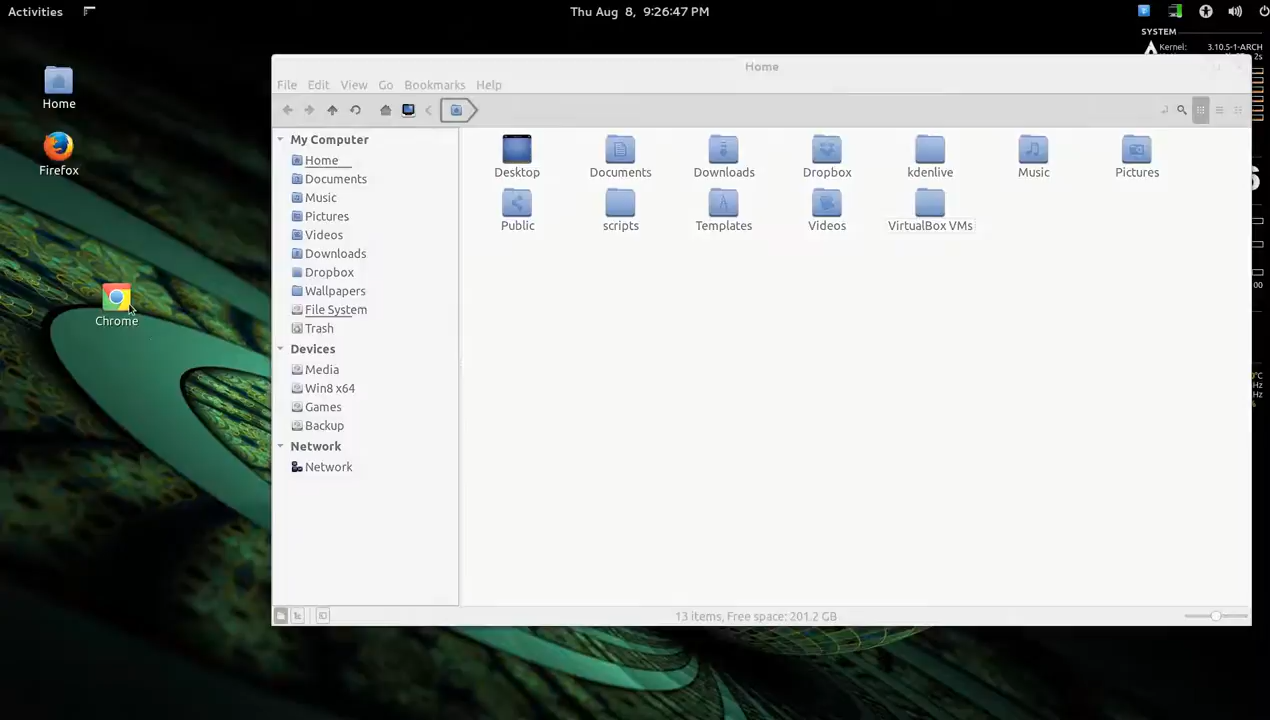 Activities
Thu Aug 8, 9:26:47 PM
SYSTEM
Kernel: 3.10.5-1-ARCH
Home
Firefox
Chrome
Home
File Edit View Go Bookmarks Help
My Computer
Home
Documents
Music
Pictures
Videos
Downloads
Dropbox
Wallpapers
File System
Trash
Devices
Media
Win8 x64
Games
Backup
Network
Network
Desktop Documents Downloads Dropbox kdenlive Music Pictures
Public scripts Templates Videos VirtualBox VMs
13 items, Free space: 201.2 GB